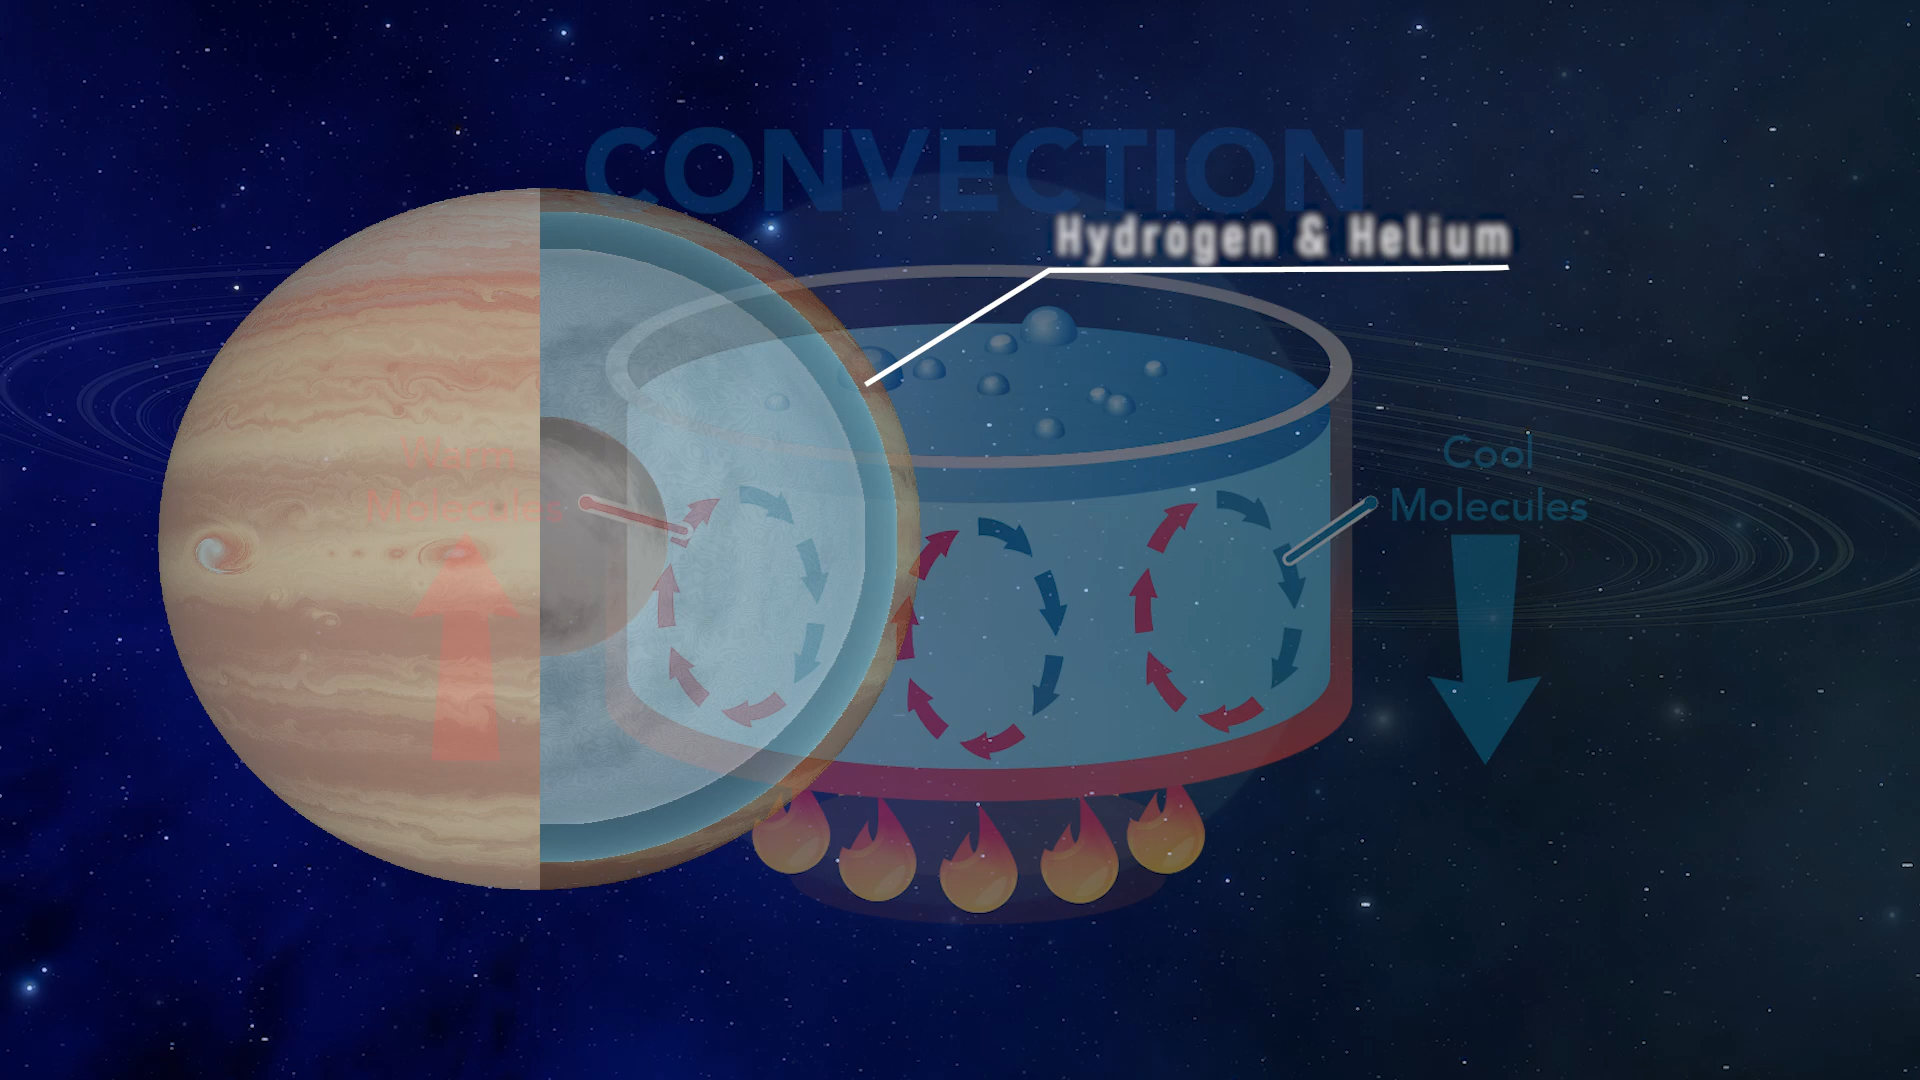 CONVECTION
Hydrogen & Helium
Warm
Molecules
Cool
Molecules